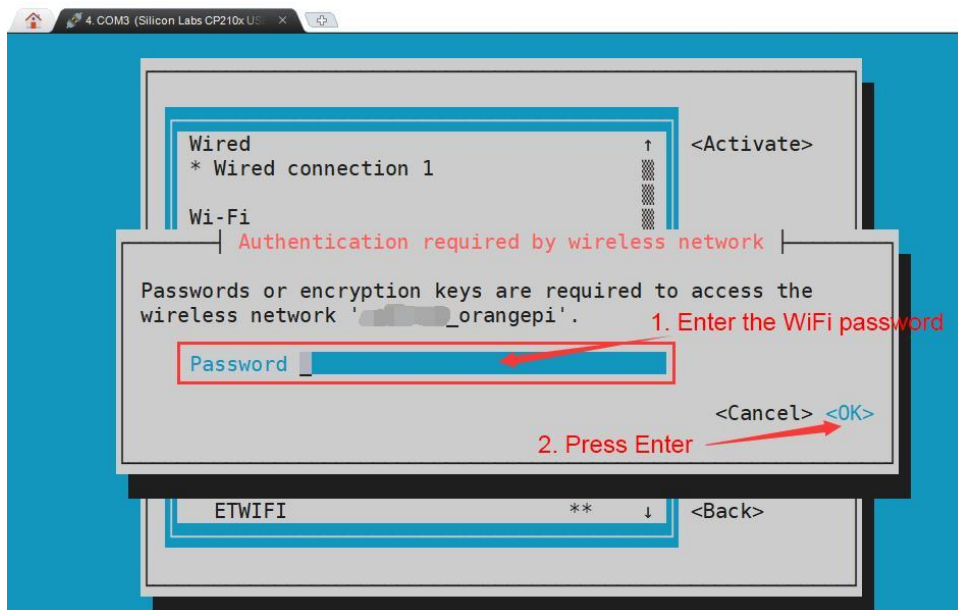 4. COM3 (Silicon Labs CP210x US
Wired
<Activate>
* Wired connection 1
Wi-Fi
Authentication required by wireless network
Passwords or encryption keys are required to access the
wireless network '_orangepi'.
1. Enter the WiFi password
Password
<Cancel> <OK>
2. Press Enter
ETWIFI ** <Back>